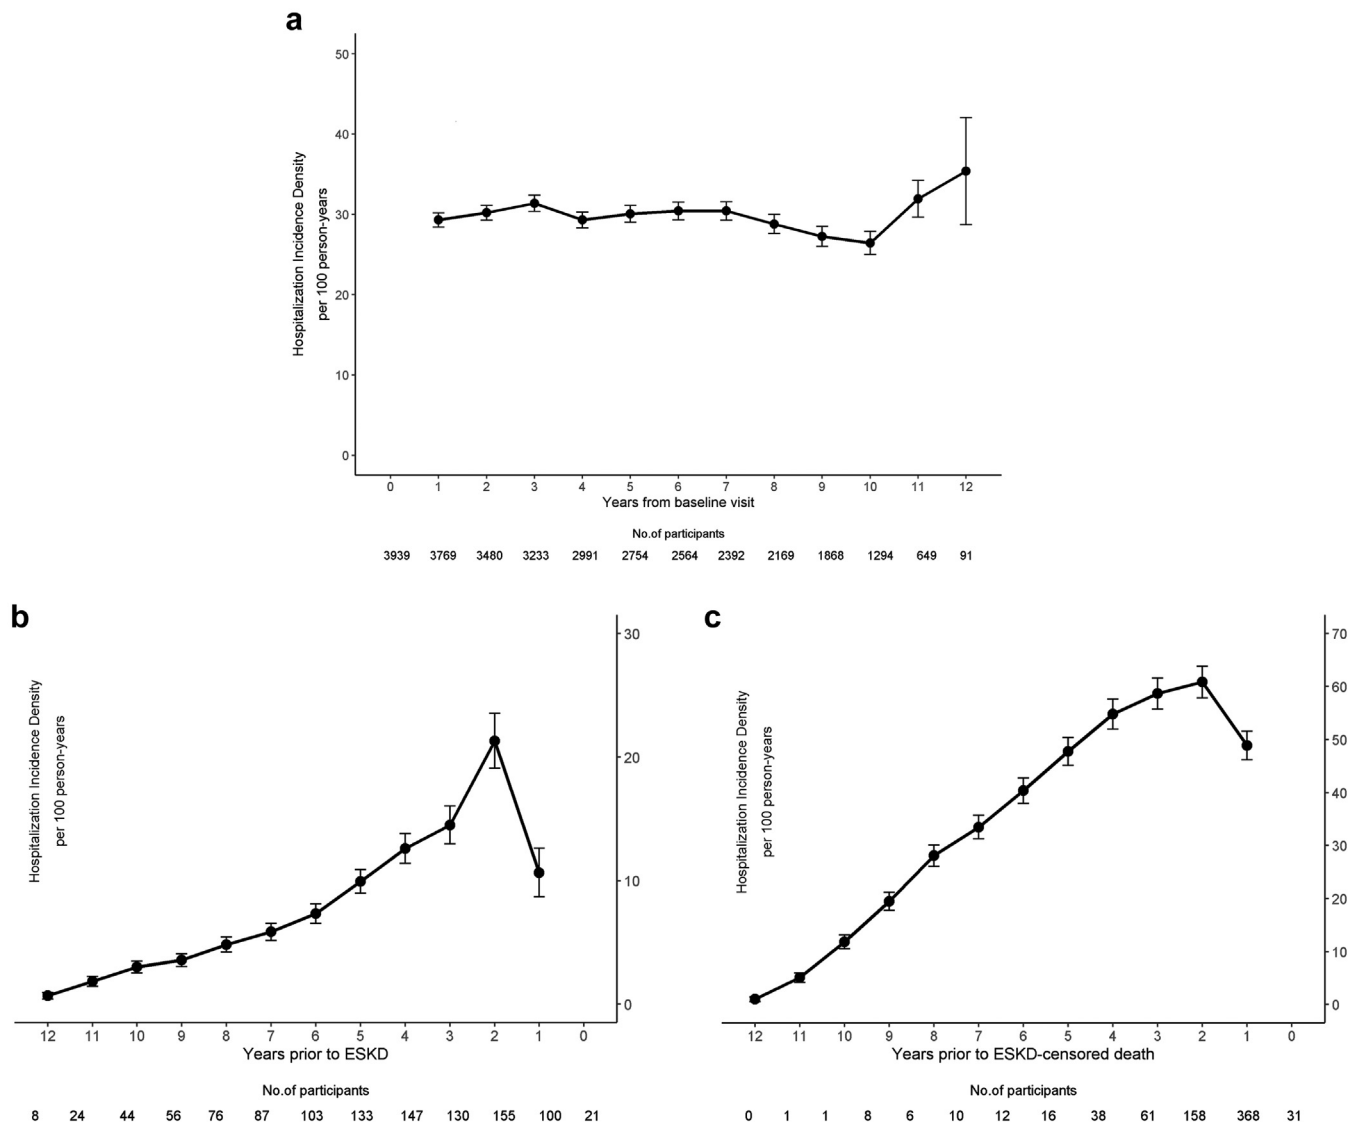 a
50
40
30
20
10
0
Hospitalization Incidence Density
per 100 person-years
0 1 2 3 4 5 6 7 8 9 10 11 12
Years from baseline visit
No.of participants
3939 3769 3480 3233 2991 2754 2564 2392 2169 1868 1294 649 91
b
30
20
10
0
Hospitalization Incidence Density
per 100 person-years
12 11 10 9 8 7 6 5 4 3 2 1 0
Years prior to ESKD
No.of participants
8 24 44 56 76 87 103 133 147 130 155 100 21
c
70
60
50
40
30
20
10
0
Hospitalization Incidence Density
per 100 person-years
12 11 10 9 8 7 6 5 4 3 2 1 0
Years prior to ESKD-censored death
No.of participants
0 1 1 8 6 10 12 16 38 61 158 368 31